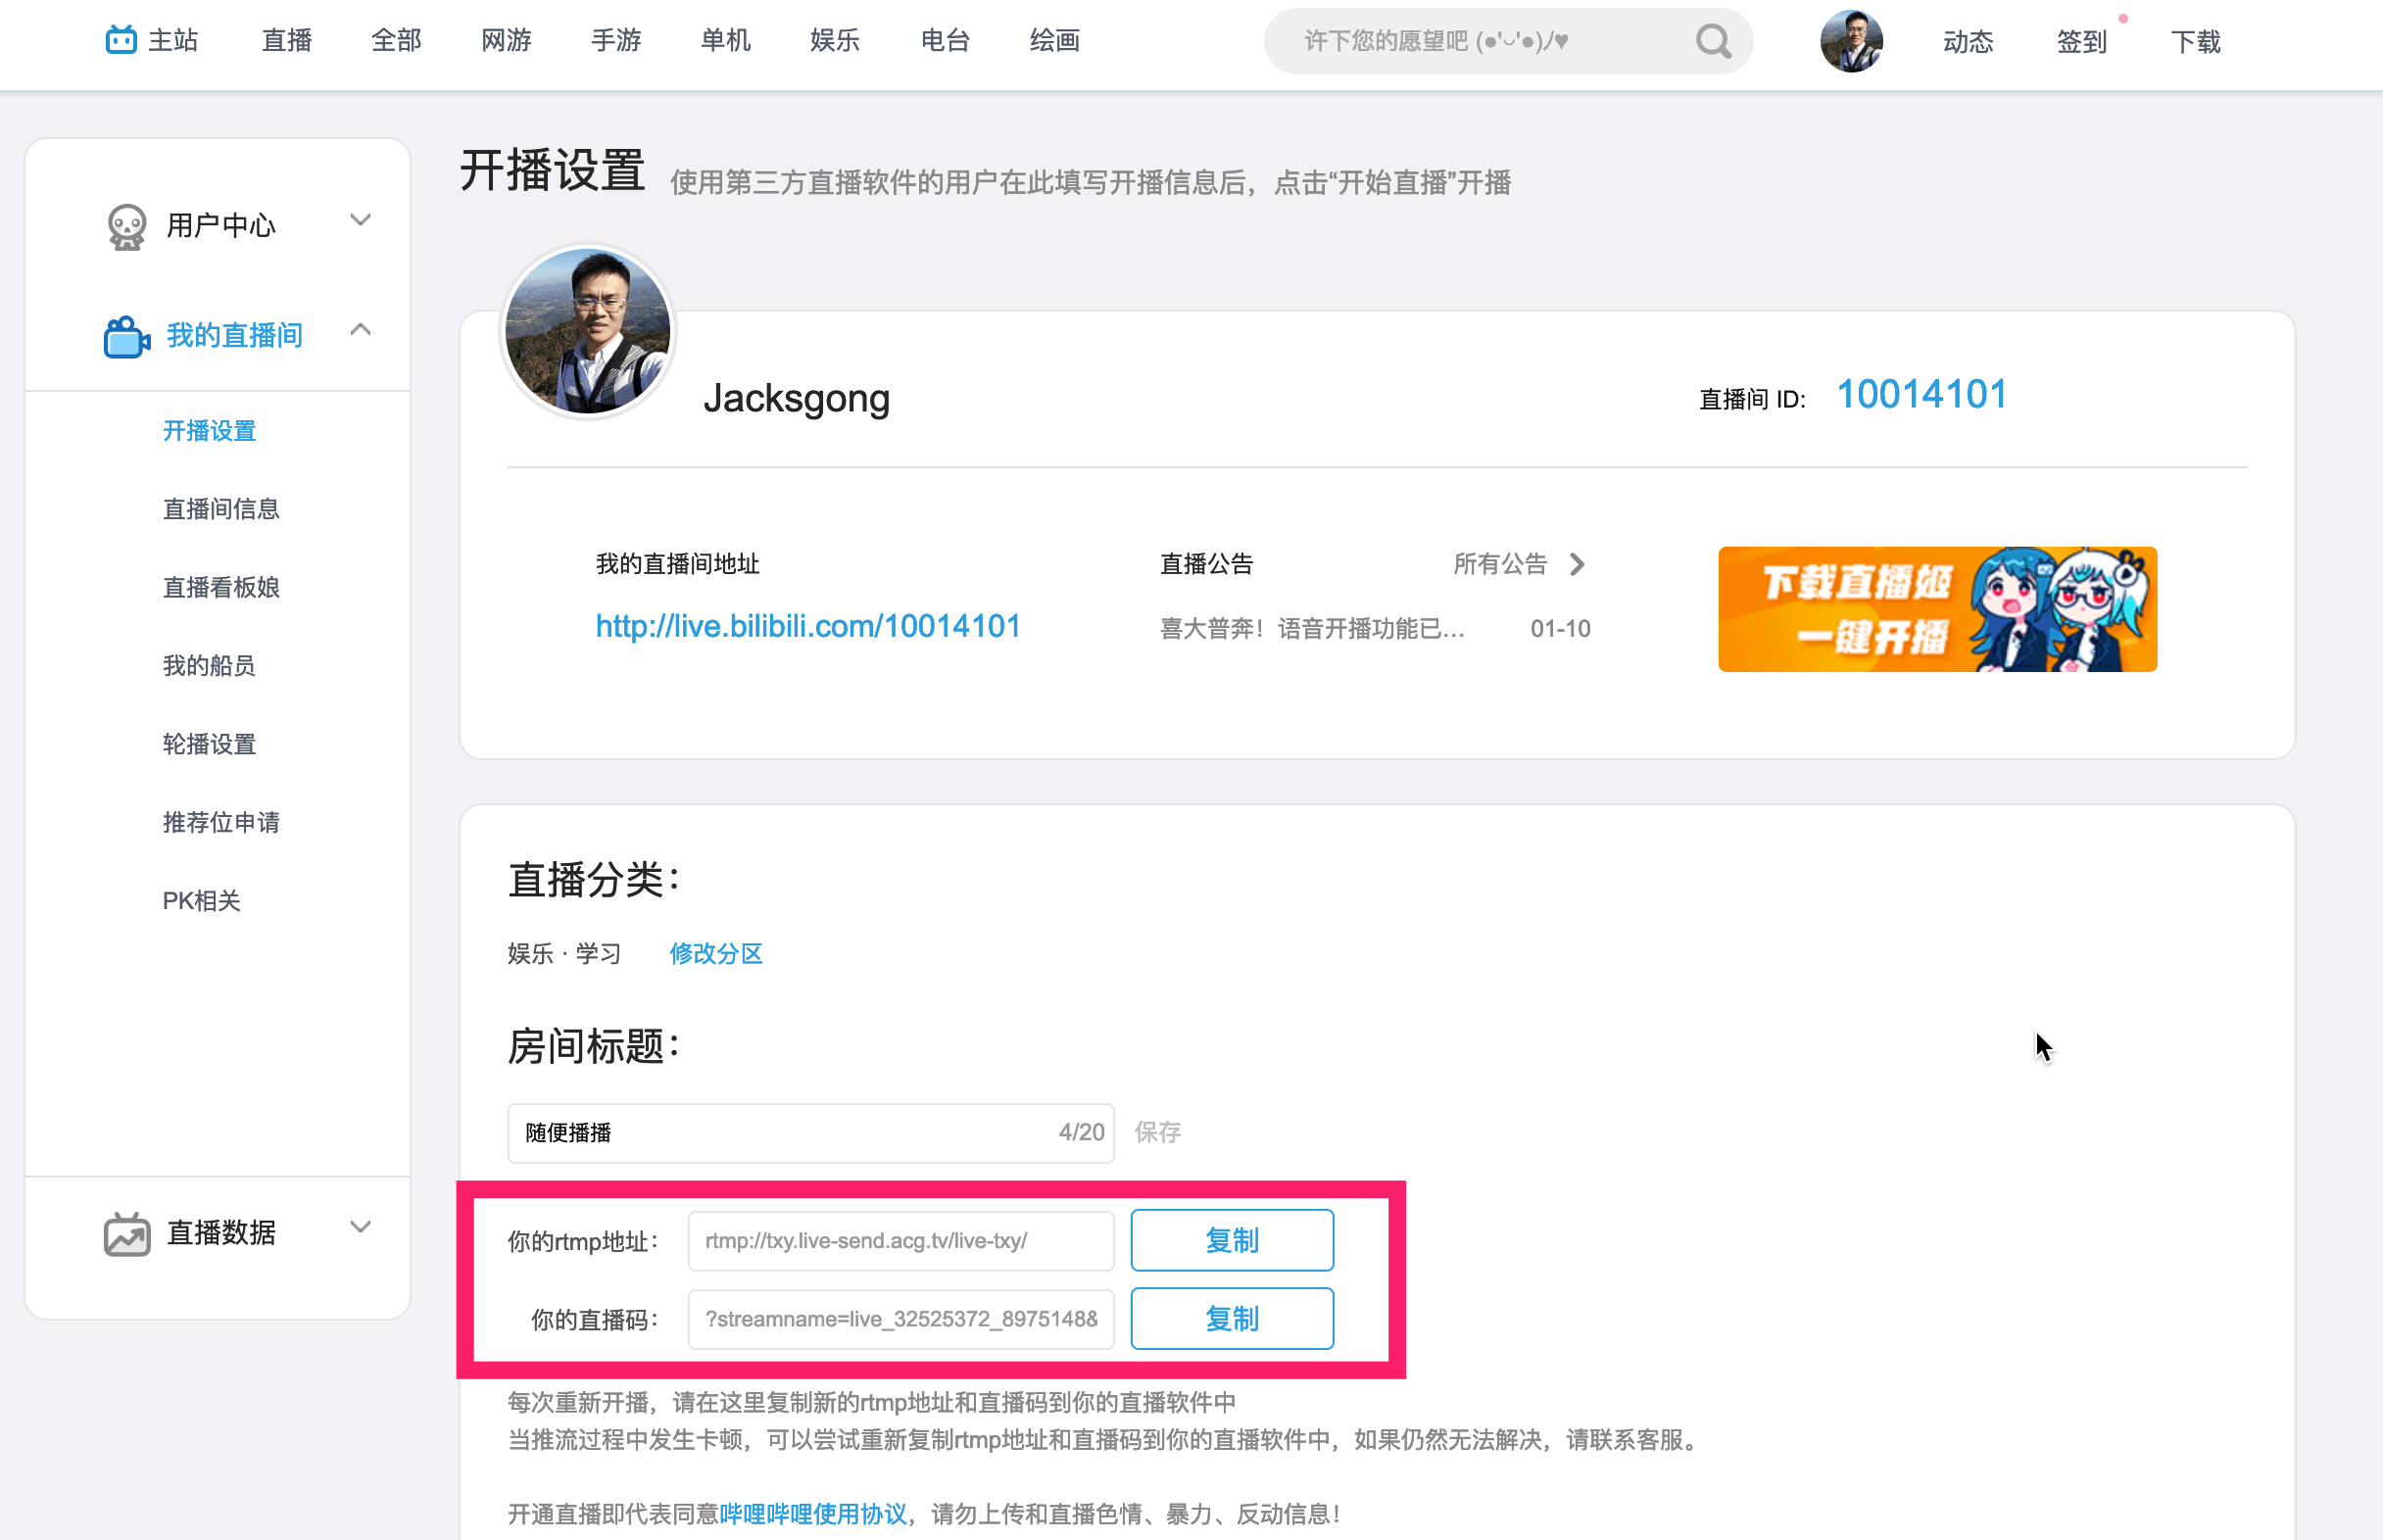 主站 直播 全部 网游 手游 单机 娱乐 电台 绘画 许下您的愿望吧 (●'◡'●)ﾉ♥ 动态 签到 下载
用户中心
我的直播间
开播设置
直播间信息
直播看板娘
我的船员
轮播设置
推荐位申请
PK相关
直播数据
开播设置 使用第三方直播软件的用户在此填写开播信息后，点击“开始直播”开播
Jacksgong 直播间 ID: 10014101
我的直播间地址
http://live.bilibili.com/10014101
直播公告 所有公告
喜大普奔！语音开播功能已... 01-10
下载直播姬
一键开播
直播分类：
娱乐 · 学习 修改分区
房间标题：
随便播播 4/20 保存
你的rtmp地址： rtmp://txy.live-send.acg.tv/live-txy/ 复制
你的直播码： ?streamname=live_32525372_8975148& 复制
每次重新开播，请在这里复制新的rtmp地址和直播码到你的直播软件中
当推流过程中发生卡顿，可以尝试重新复制rtmp地址和直播码到你的直播软件中，如果仍然无法解决，请联系客服。
开通直播即代表同意哔哩哔哩使用协议，请勿上传和直播色情、暴力、反动信息！